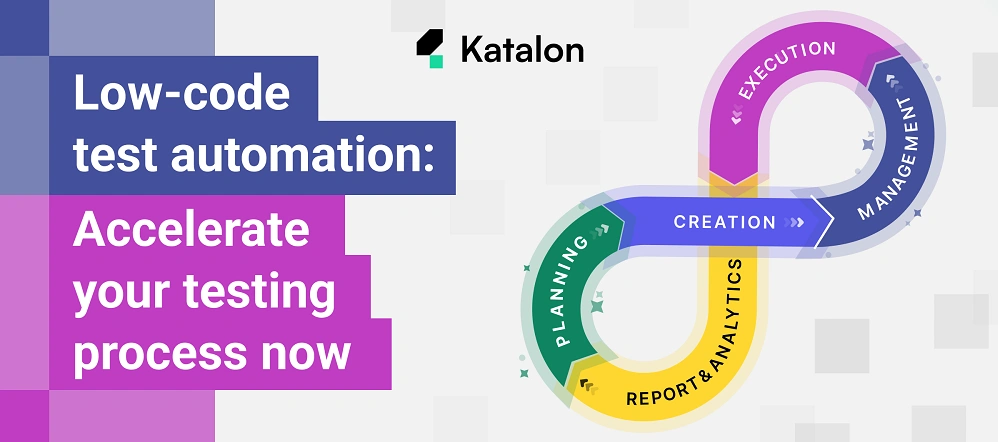 Katalon
Low-code
test automation:
Accelerate
your testing
process now
EXECUTION
MANAGEMENT
CREATION
PLANNING
REPORT&ANALYTICS